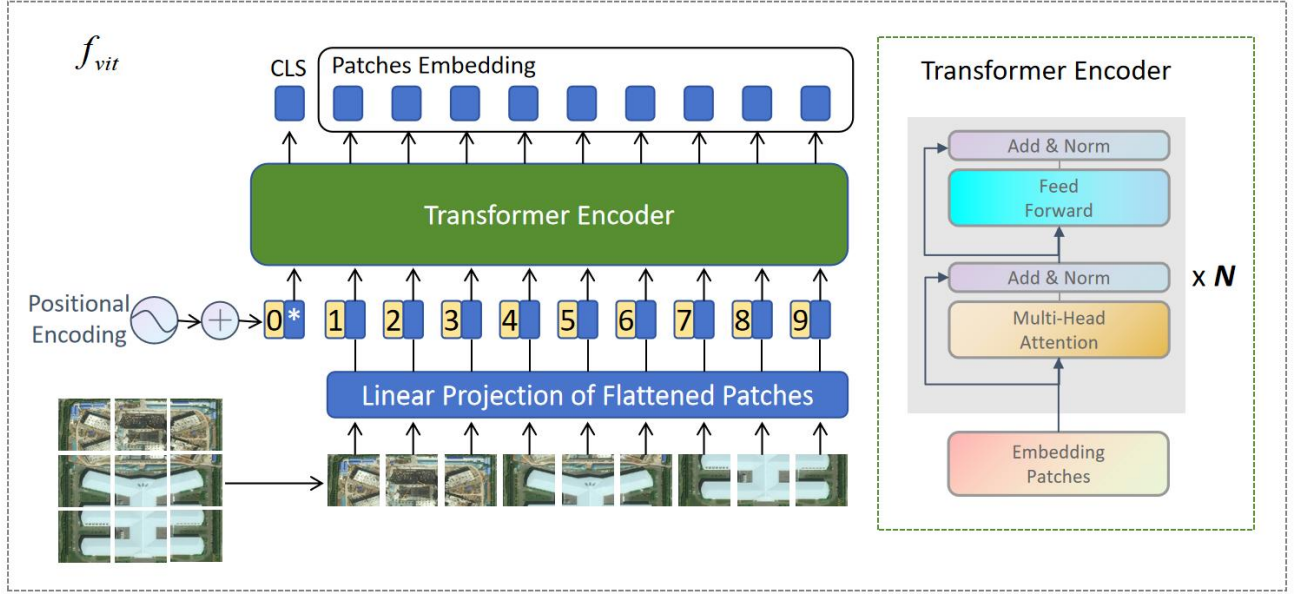 f_vit
CLS
Patches Embedding
Transformer Encoder
Positional
Encoding
0 * 1 2 3 4 5 6 7 8 9
Linear Projection of Flattened Patches
Transformer Encoder
Add & Norm
Feed
Forward
Add & Norm
x N
Multi-Head
Attention
Embedding
Patches